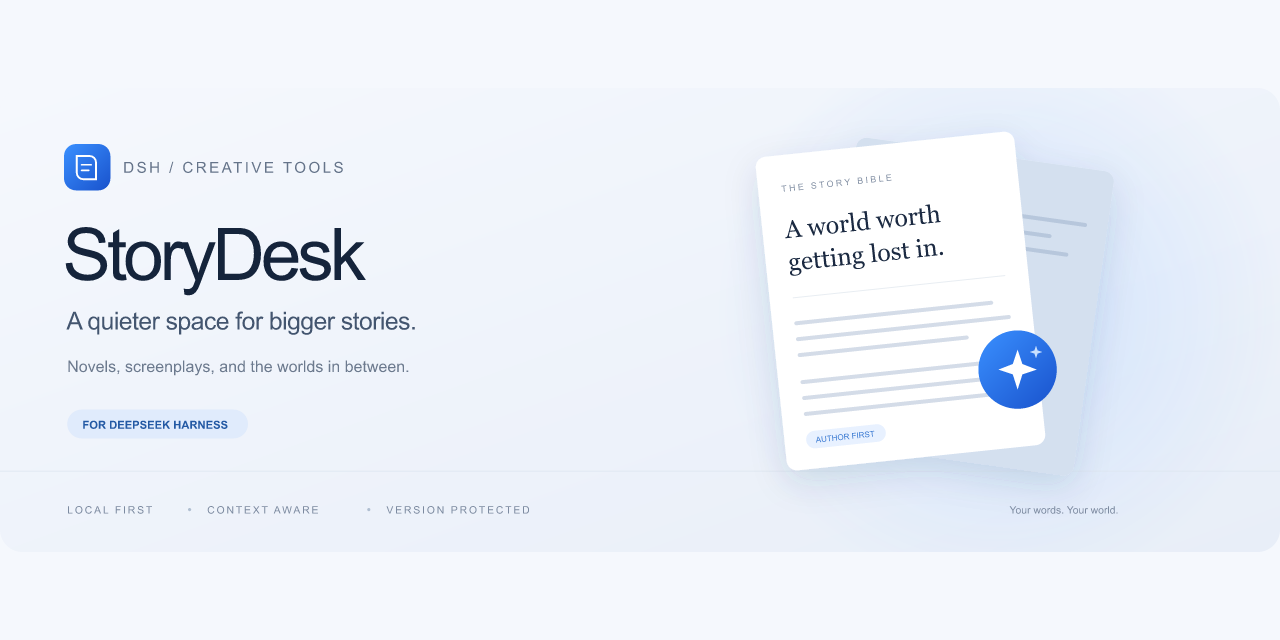 DSH / CREATIVE TOOLS
StoryDesk
A quieter space for bigger stories.
Novels, screenplays, and the worlds in between.
FOR DEEPSEEK HARNESS
THE STORY BIBLE
A world worth
getting lost in.
AUTHOR FIRST
LOCAL FIRST • CONTEXT AWARE • VERSION PROTECTED
Your words. Your world.